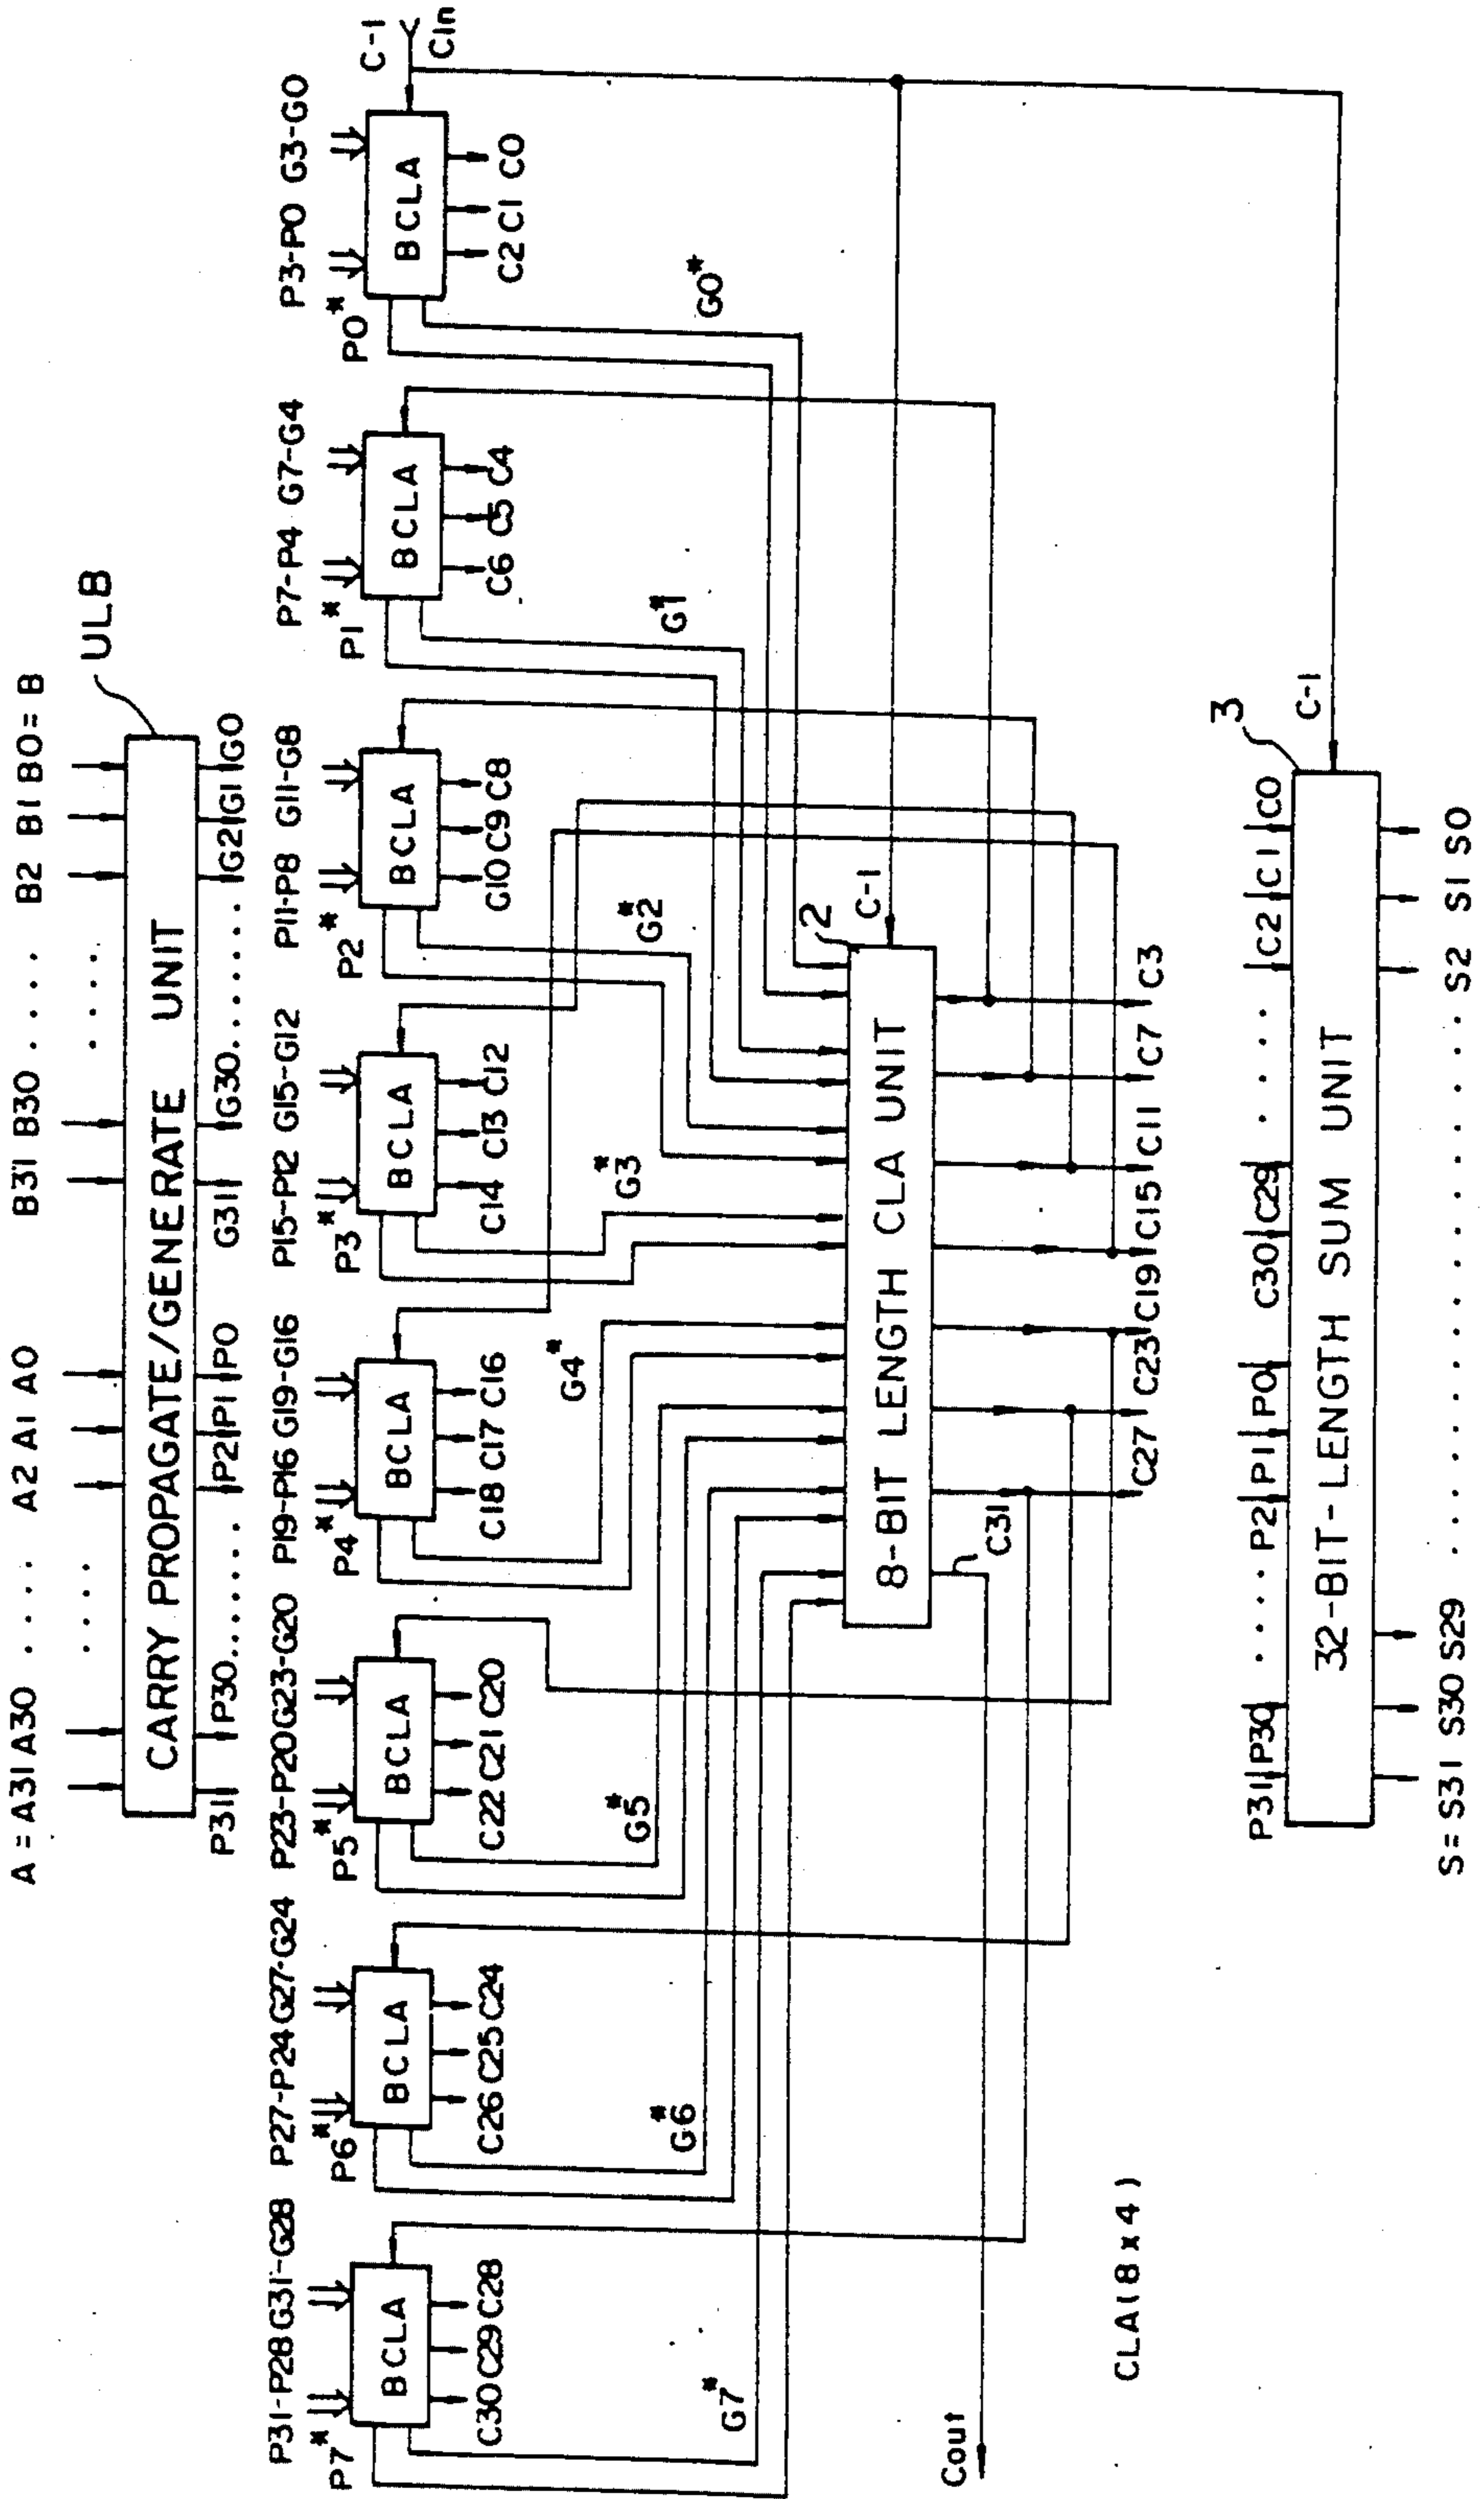 A = A31 A30 . . . . A2 A1 A0 B31 B30 . . . . B2 B1 B0 = B
. . . . . . . .
ULB
CARRY PROPAGATE/GENERATE UNIT
P31 P30 . . . . . . P2 P1 P0 G31 G30 . . . . . . G2 G1 G0
P31-P28 G31-G28 P27-P24 G27-G24 P23-P20 G23-G20 P19-P16 G19-G16 P15-P12 G15-G12 P11-P8 G11-G8 P7-P4 G7-G4 P3-P0 G3-G0
C-1
P7* P6* P5* P4* P3* P2* P1* P0*
BCLA BCLA BCLA BCLA BCLA BCLA BCLA BCLA
Cin
C30 C29 C28 C26 C25 C24 C22 C21 C20 C18 C17 C16 C14 C13 C12 G10 C9 C8 C6 C5 C4 C2 C1 C0
G7* G6* G5* G4* G3* G2* G1* G0*
2
C-1
8-BIT LENGTH CLA UNIT
Cout
C31
C27 C23 C19 C15 C11 C7 C3
CLA(8x4)
3
C-1
P31 P30 . . . . P2 P1 P0 C30 C29 . . . . C2 C1 C0
32-BIT-LENGTH SUM UNIT
S = S31 S30 S29 . . . . . . . . . . . . S2 S1 S0